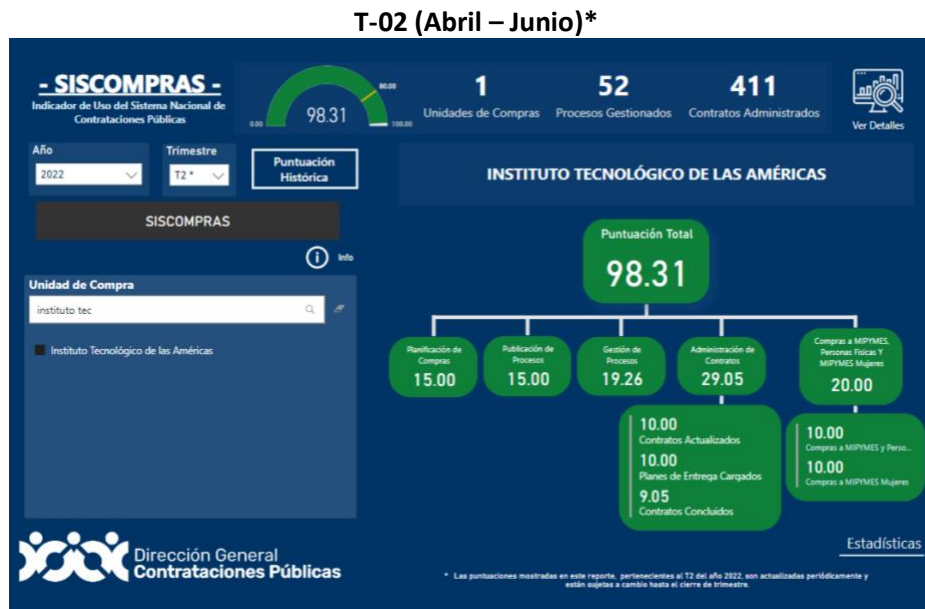 T-02 (Abril – Junio)*
- SISCOMPRAS -
Indicador de Uso del Sistema Nacional de
Contrataciones Públicas
0.00
98.31
80.00
100.00
1
Unidades de Compras
52
Procesos Gestionados
411
Contratos Administrados
Ver Detalles
Año
2022
Trimestre
T2 *
Puntuación
Histórica
SISCOMPRAS
Info
Unidad de Compra
instituto tec
Instituto Tecnológico de las Américas
INSTITUTO TECNOLÓGICO DE LAS AMÉRICAS
Puntuación Total
98.31
Planificación de
Compras
15.00
Publicación de
Procesos
15.00
Gestión de
Procesos
19.26
Administración de
Contratos
29.05
Compras a MIPYMES,
Personas Físicas Y
MIPYMES Mujeres
20.00
10.00
Contratos Actualizados
10.00
Planes de Entrega Cargados
9.05
Contratos Concluidos
10.00
Compras a MIPYMES y Perso...
10.00
Compras a MIPYMES Mujeres
Dirección General
Contrataciones Públicas
Estadísticas
* Las puntuaciones mostradas en este reporte, pertenecientes al T2 del año 2022, son actualizadas periódicamente y
están sujetas a cambio hasta el cierre de trimestre.